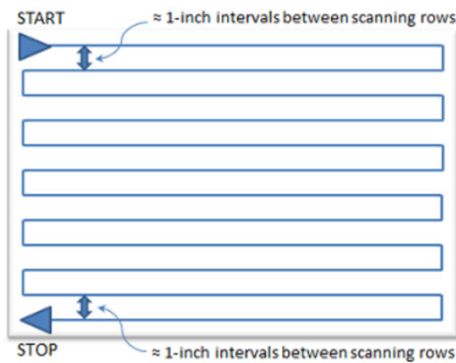 START
≈ 1-inch intervals between scanning rows
STOP
≈ 1-inch intervals between scanning rows